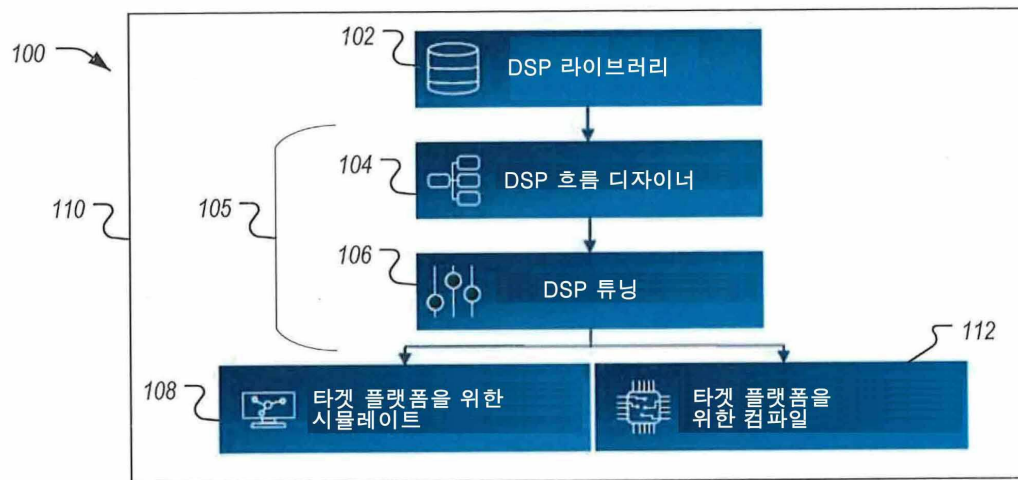 100
102
DSP 라이브러리
104
DSP 흐름 디자이너
105
110
106
DSP 튜닝
112
108
타겟 플랫폼을 위한
시뮬레이트
타겟 플랫폼을
위한 컴파일